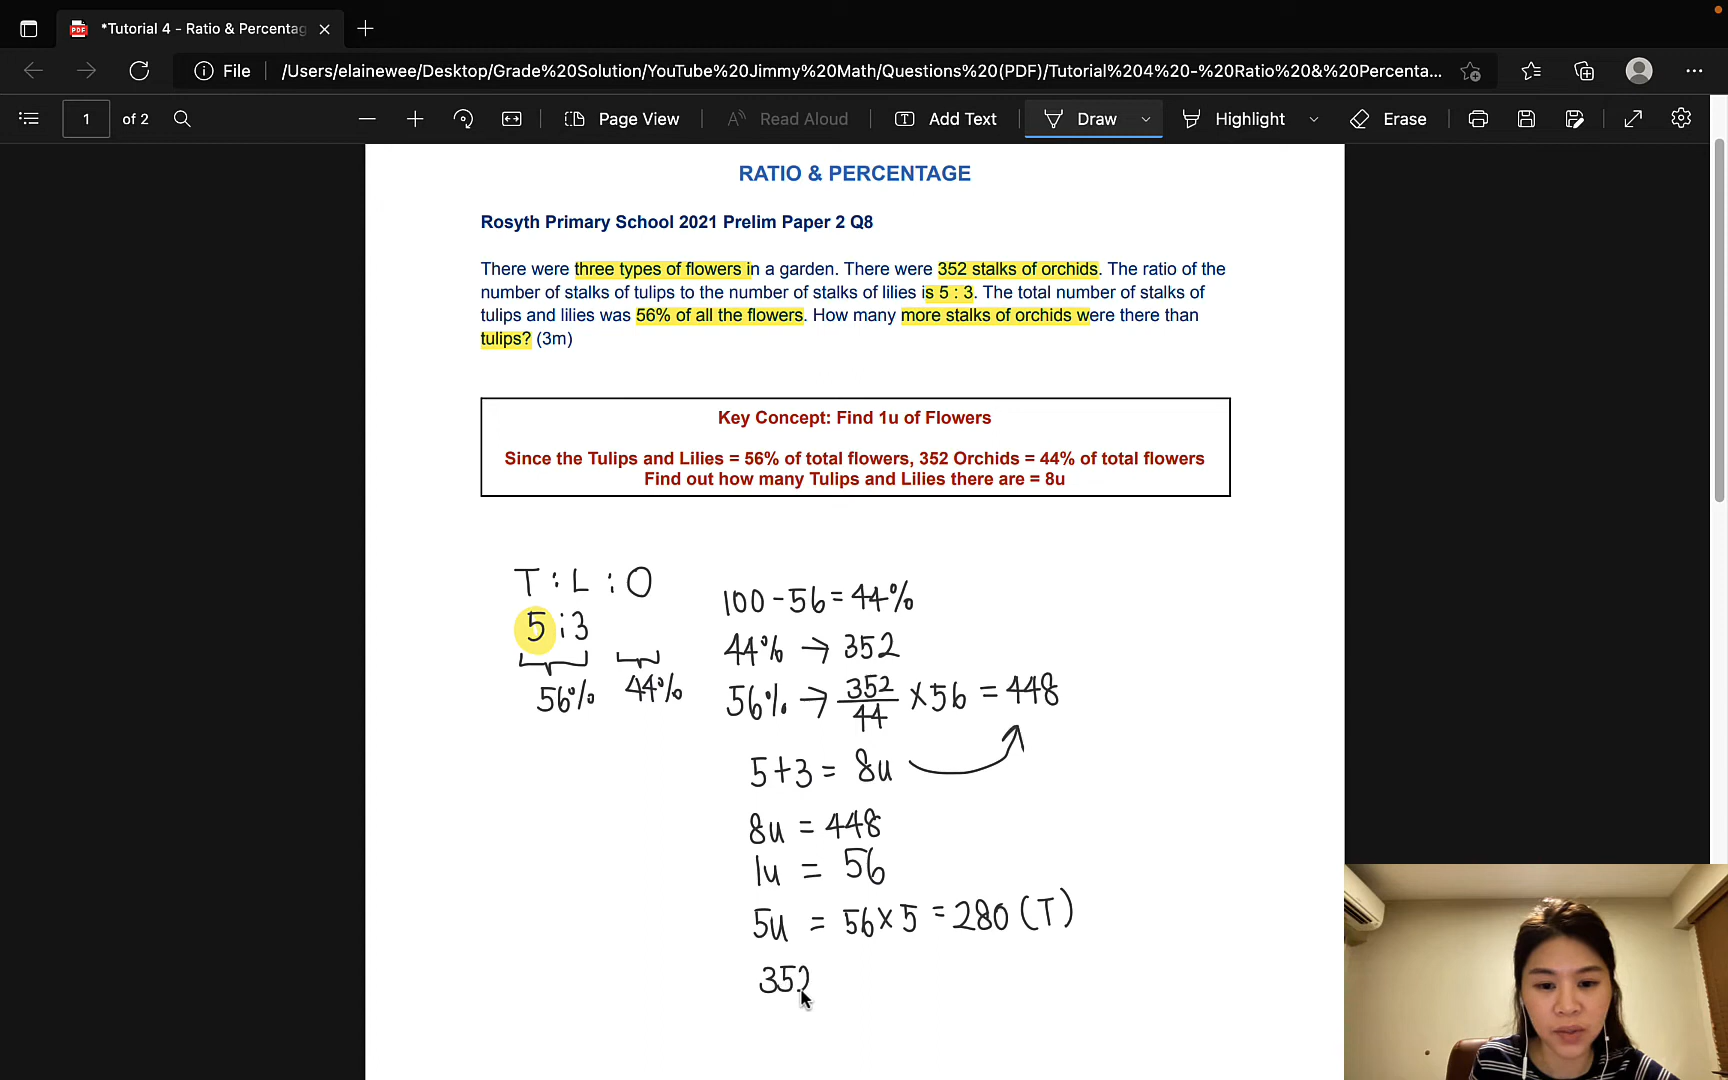 *Tutorial 4 - Ratio & Percentag
File /Users/elainewee/Desktop/Grade%20Solution/YouTube%20Jimmy%20Math/Questions%20(PDF)/Tutorial%204%20-%20Ratio%20&%20Percenta...
1 of 2 Page View Read Aloud Add Text Draw Highlight Erase
RATIO & PERCENTAGE
Rosyth Primary School 2021 Prelim Paper 2 Q8
There were three types of flowers in a garden. There were 352 stalks of orchids. The ratio of the
number of stalks of tulips to the number of stalks of lilies is 5 : 3. The total number of stalks of
tulips and lilies was 56% of all the flowers. How many more stalks of orchids were there than
tulips? (3m)
Key Concept: Find 1u of Flowers
Since the Tulips and Lilies = 56% of total flowers, 352 Orchids = 44% of total flowers
Find out how many Tulips and Lilies there are = 8u
T : L : O
5 : 3
56% 44%
100 - 56 = 44%
44% → 352
56% → 352/44 × 56 = 448
5 + 3 = 8u
8u = 448
1u = 56
5u = 56 × 5 = 280 (T)
352